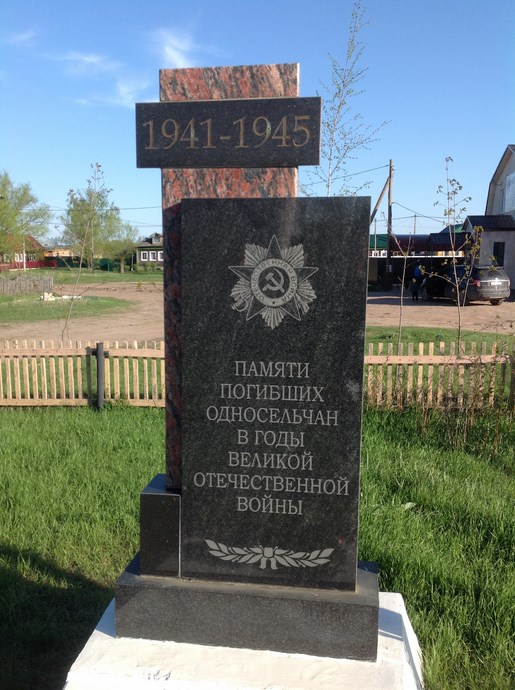 1941-1945
ПАМЯТИ
ПОГИБШИХ
ОДНОСЕЛЬЧАН
В ГОДЫ
ВЕЛИКОЙ
ОТЕЧЕСТВЕННОЙ
ВОЙНЫ